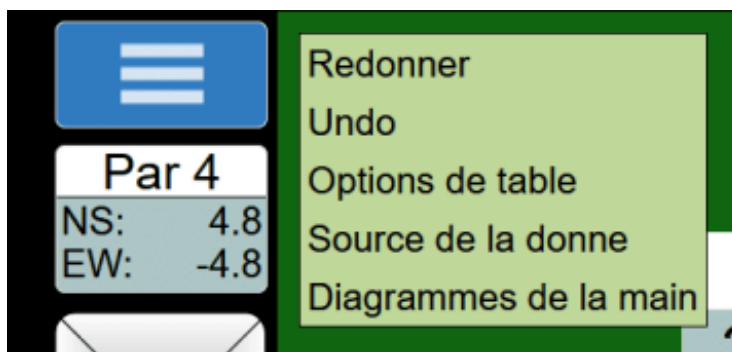 Redonner
Undo
Options de table
Source de la donne
Diagrammes de la main
Par 4
NS: 4.8
EW: -4.8